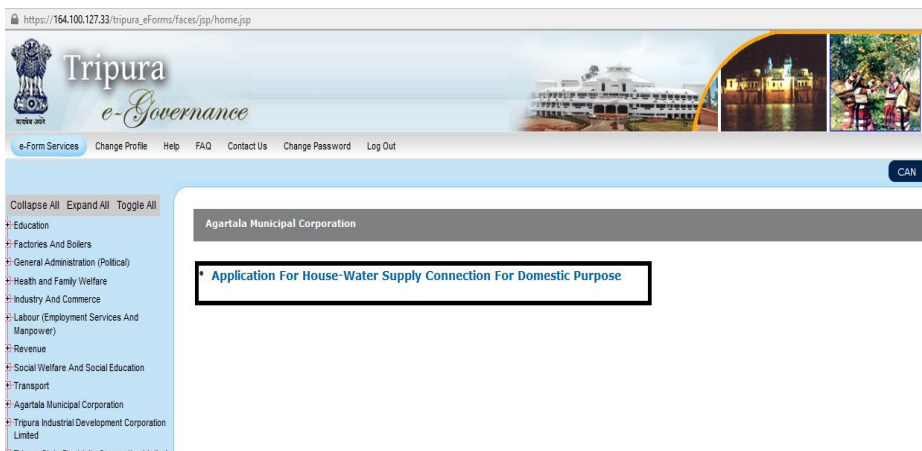 https://164.100.127.33/tripura_eForms/faces/jsp/home.jsp
Tripura
e-Governance
सत्यमेव जयते
e-Form Services Change Profile Help FAQ Contact Us Change Password Log Out
CAN
Collapse All Expand All Toggle All
Education
Factories And Boilers
General Administration (Political)
Health and Family Welfare
Industry And Commerce
Labour (Employment Services And
Manpower)
Revenue
Social Welfare And Social Education
Transport
Agartala Municipal Corporation
Tripura Industrial Development Corporation
Limited
Agartala Municipal Corporation
• Application For House-Water Supply Connection For Domestic Purpose